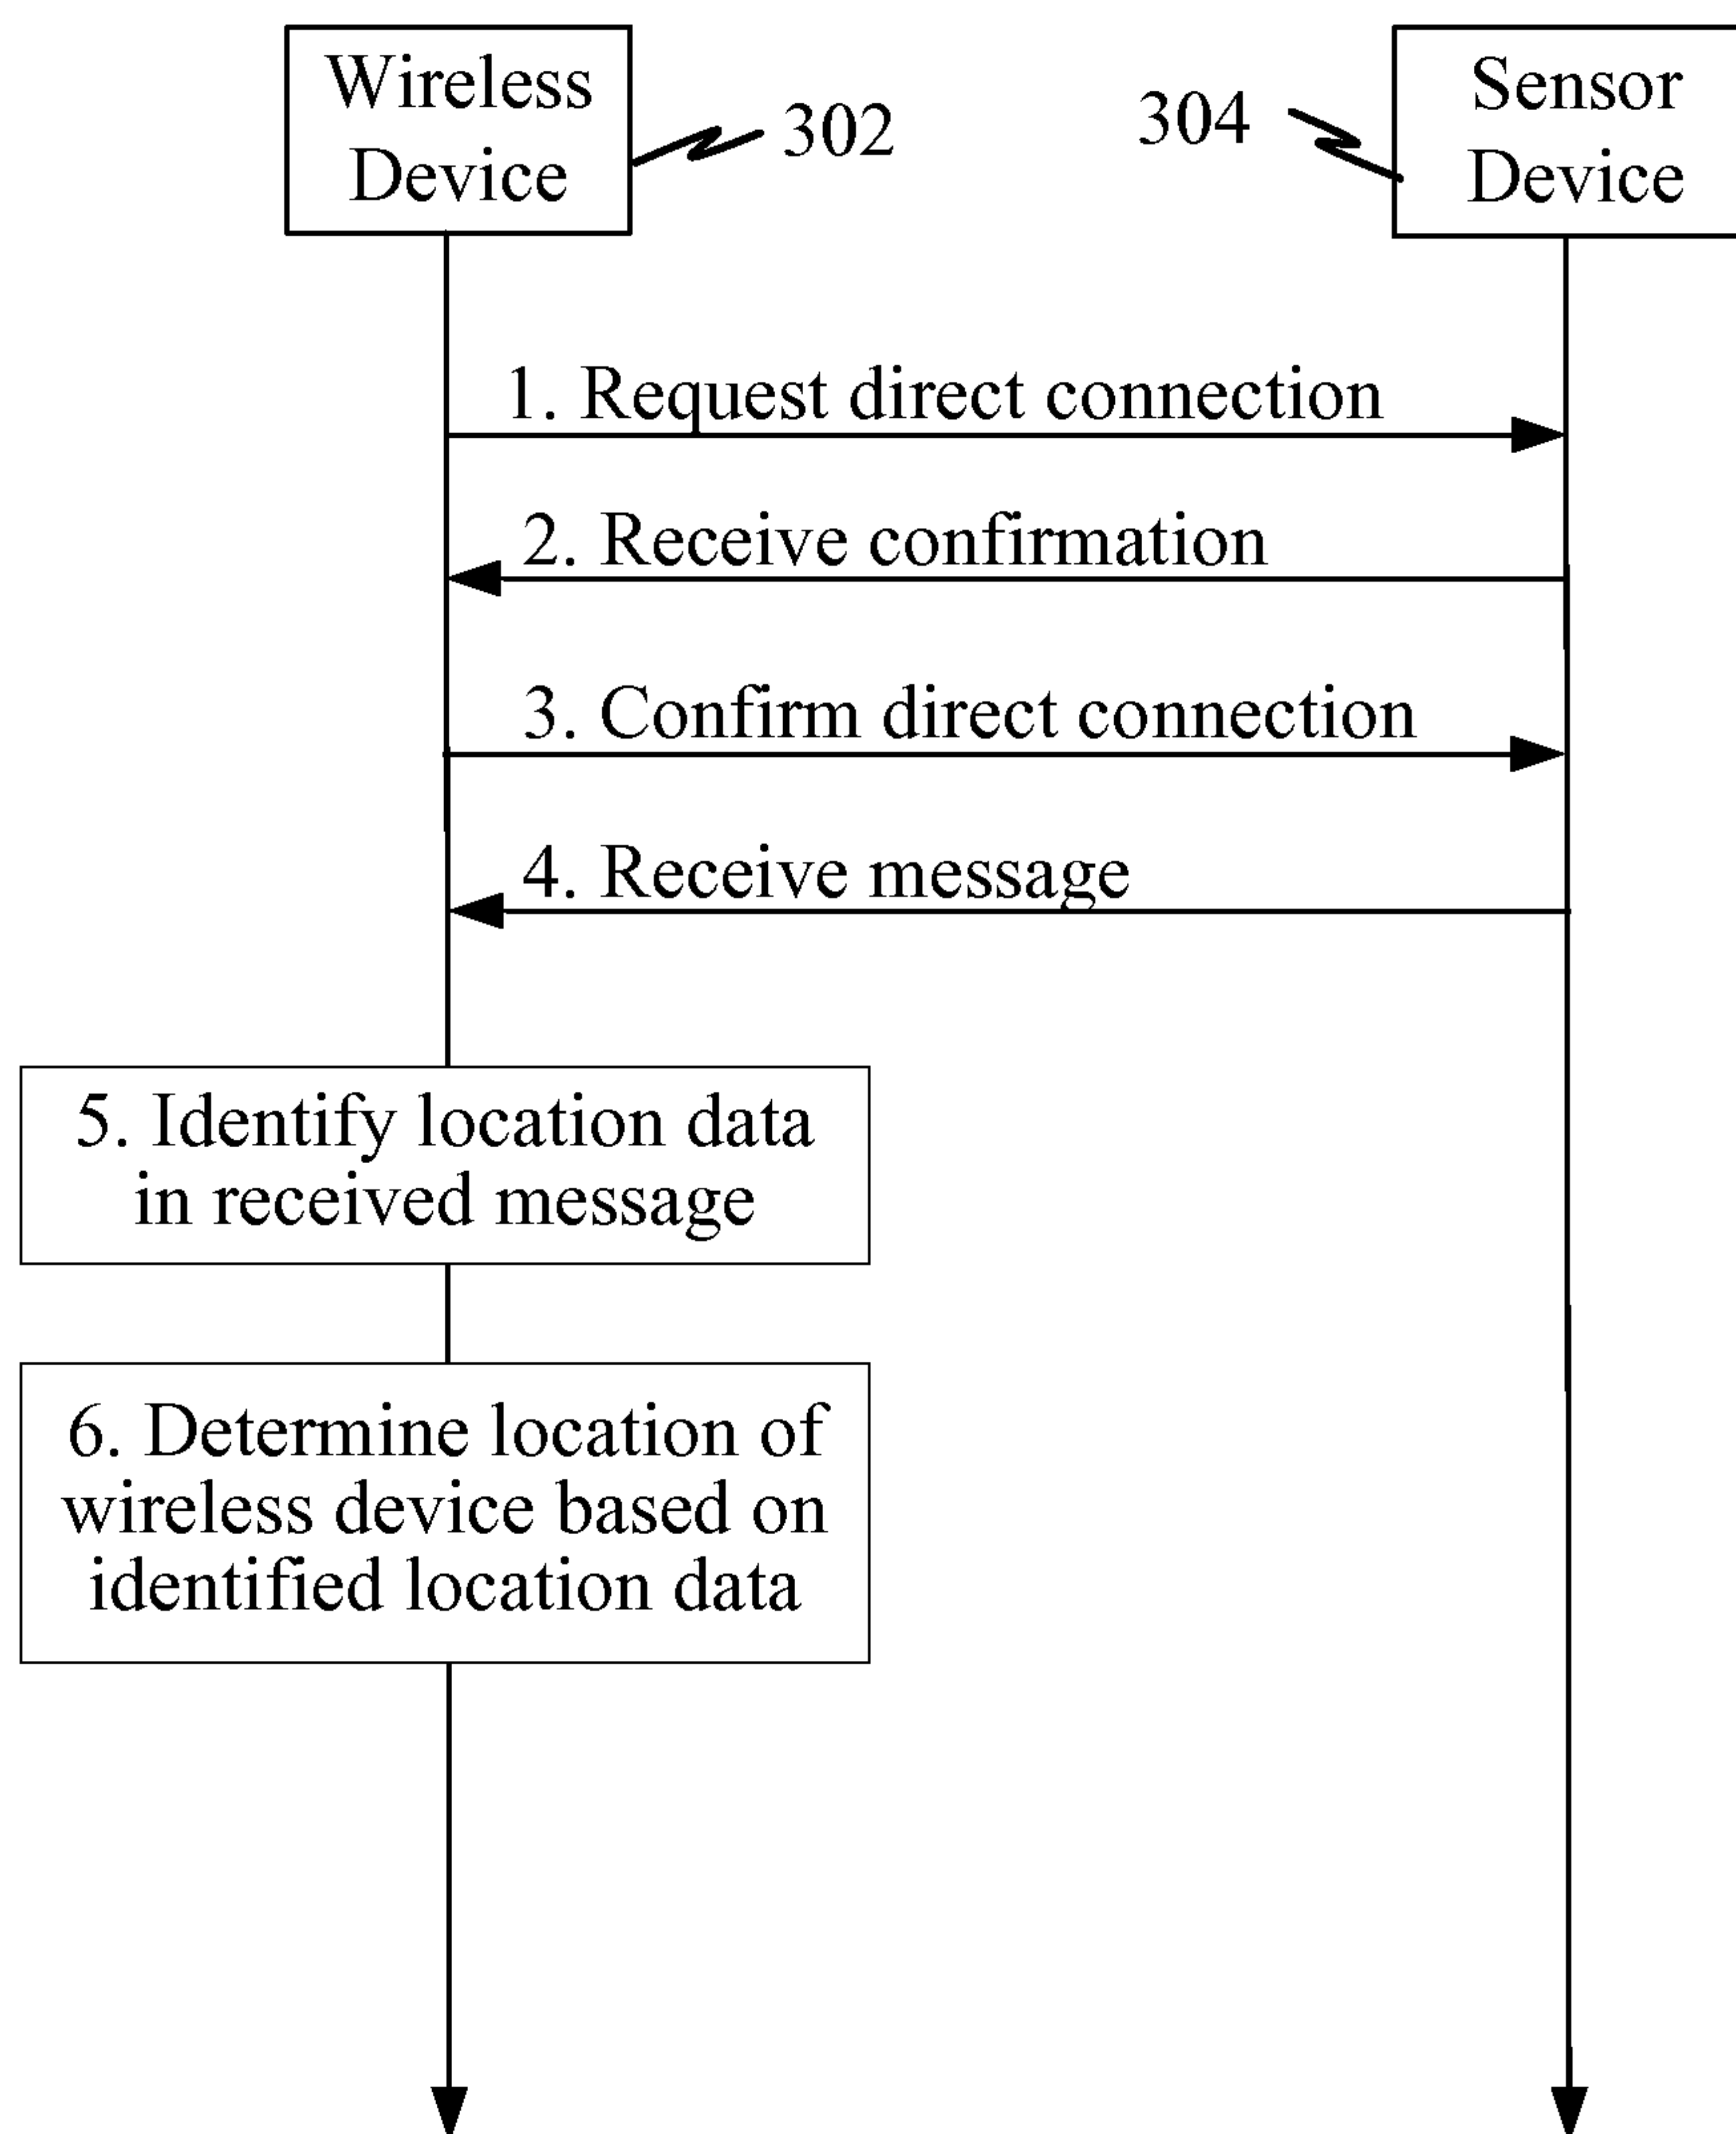 Wireless
Device
302
304
Sensor
Device
1. Request direct connection
2. Receive confirmation
3. Confirm direct connection
4. Receive message
5. Identify location data
in received message
6. Determine location of
wireless device based on
identified location data